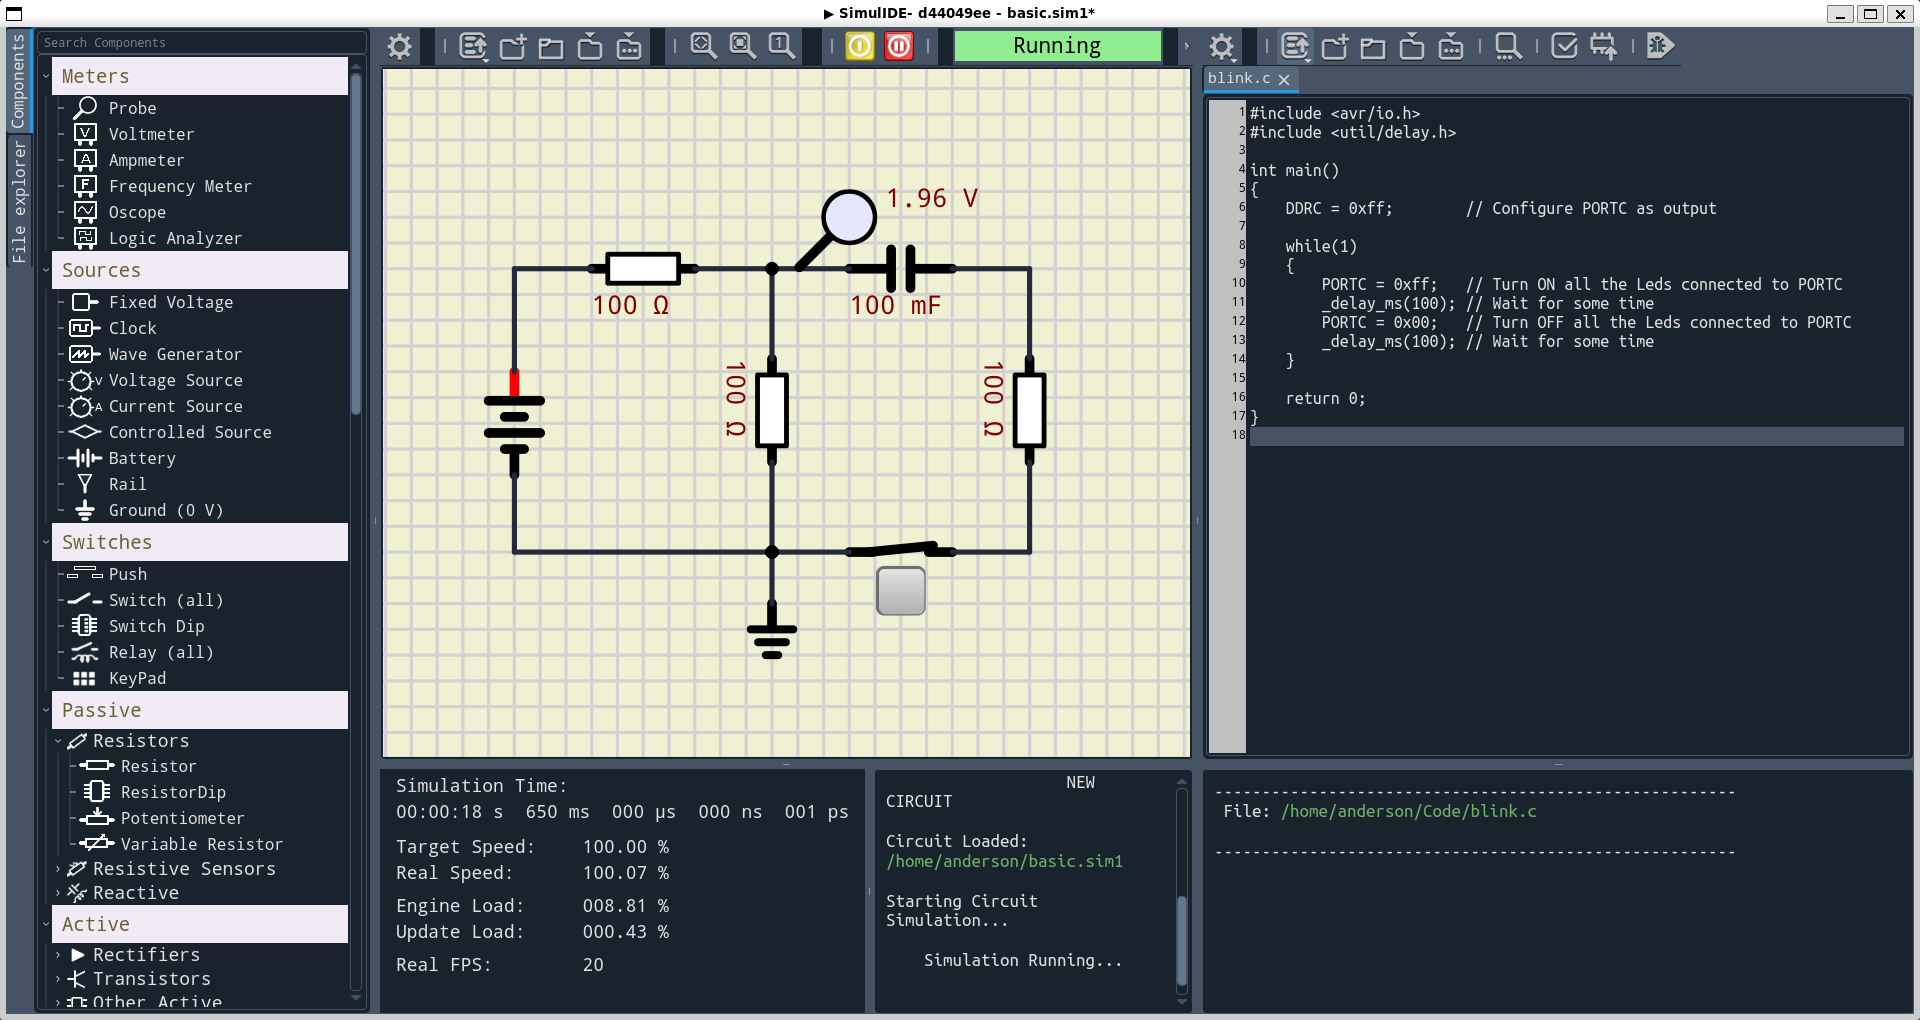 ▶ SimulIDE- d44049ee - basic.sim1*
Components
File explorer
Search Components
Meters
Probe
Voltmeter
Ampmeter
Frequency Meter
Oscope
Logic Analyzer
Sources
Fixed Voltage
Clock
Wave Generator
Voltage Source
Current Source
Controlled Source
Battery
Rail
Ground (0 V)
Switches
Push
Switch (all)
Switch Dip
Relay (all)
KeyPad
Passive
Resistors
Resistor
ResistorDip
Potentiometer
Variable Resistor
Resistive Sensors
Reactive
Active
Rectifiers
Transistors
Other Active
Running
1.96 V
100 Ω
100 mF
100 Ω
100 Ω
Simulation Time:
00:00:18 s 650 ms 000 µs 000 ns 001 ps
Target Speed: 100.00 %
Real Speed: 100.07 %
Engine Load: 008.81 %
Update Load: 000.43 %
Real FPS: 20
NEW
CIRCUIT
Circuit Loaded:
/home/anderson/basic.sim1
Starting Circuit
Simulation...
Simulation Running...
blink.c
1 #include <avr/io.h>
2 #include <util/delay.h>
3
4 int main()
5 {
6 DDRC = 0xff; // Configure PORTC as output
7
8 while(1)
9 {
10 PORTC = 0xff; // Turn ON all the Leds connected to PORTC
11 _delay_ms(100); // Wait for some time
12 PORTC = 0x00; // Turn OFF all the Leds connected to PORTC
13 _delay_ms(100); // Wait for some time
14 }
15
16 return 0;
17 }
18
-------------------------------------------------------
File: /home/anderson/Code/blink.c
-------------------------------------------------------